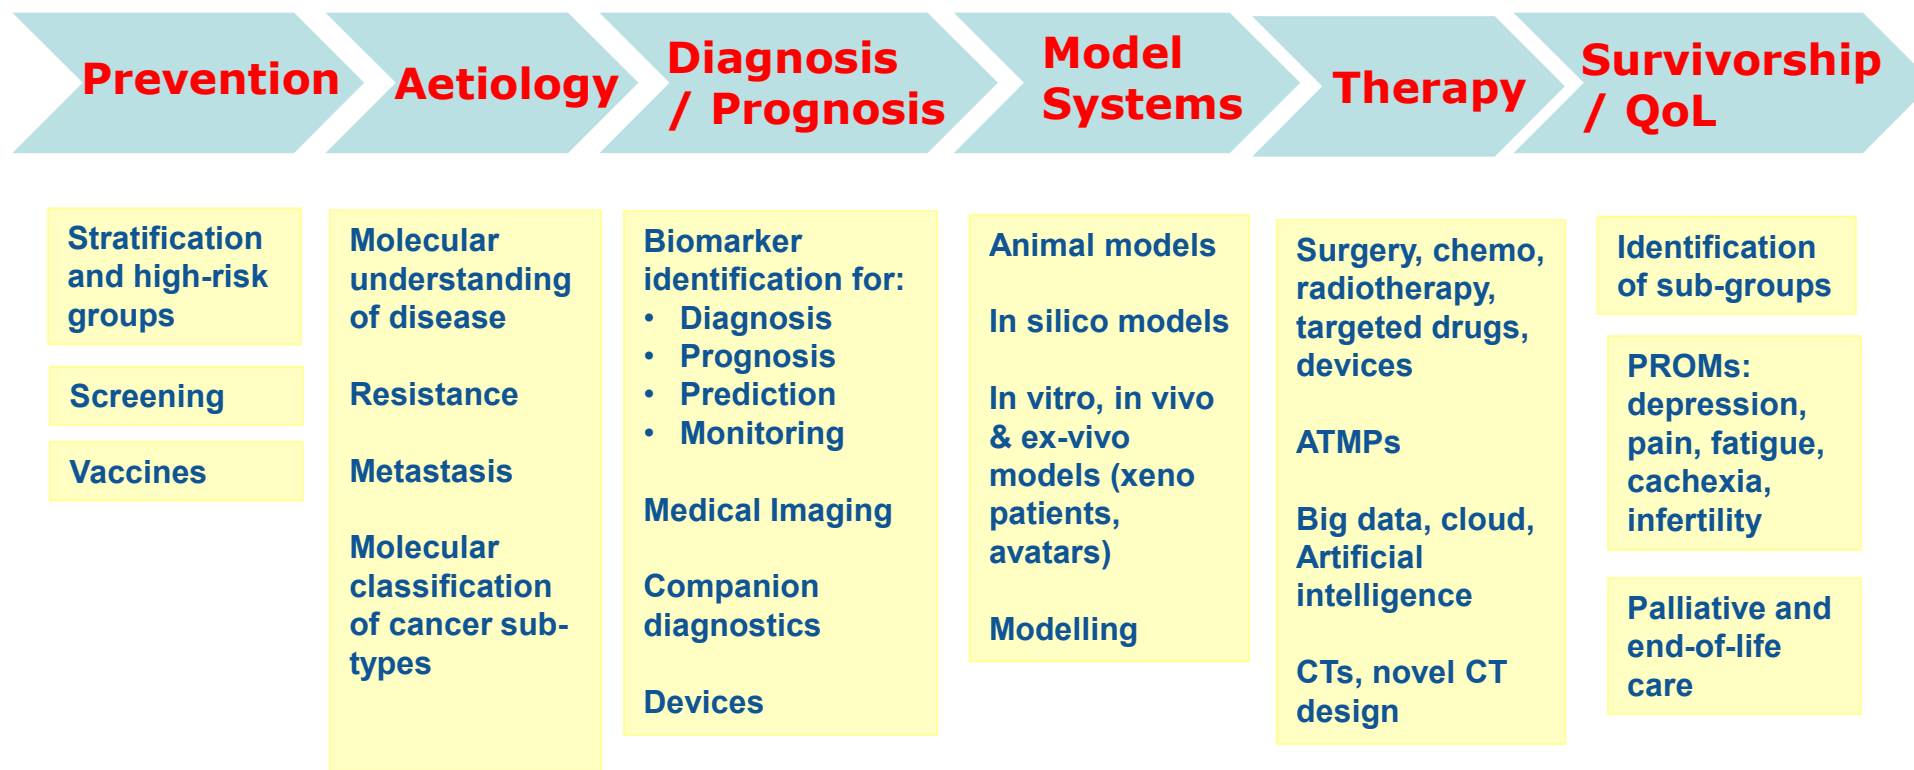 Prevention
Aetiology
Diagnosis
/ Prognosis
Model
Systems
Therapy
Survivorship
/ QoL
Stratification
and high-risk
groups
Screening
Vaccines
Molecular
understanding
of disease
Resistance
Metastasis
Molecular
classification
of cancer sub-
types
Biomarker
identification for:
• Diagnosis
• Prognosis
• Prediction
• Monitoring
Medical Imaging
Companion
diagnostics
Devices
Animal models
In silico models
In vitro, in vivo
& ex-vivo
models (xeno
patients,
avatars)
Modelling
Surgery, chemo,
radiotherapy,
targeted drugs,
devices
ATMPs
Big data, cloud,
Artificial
intelligence
CTs, novel CT
design
Identification
of sub-groups
PROMs:
depression,
pain, fatigue,
cachexia,
infertility
Palliative and
end-of-life
care